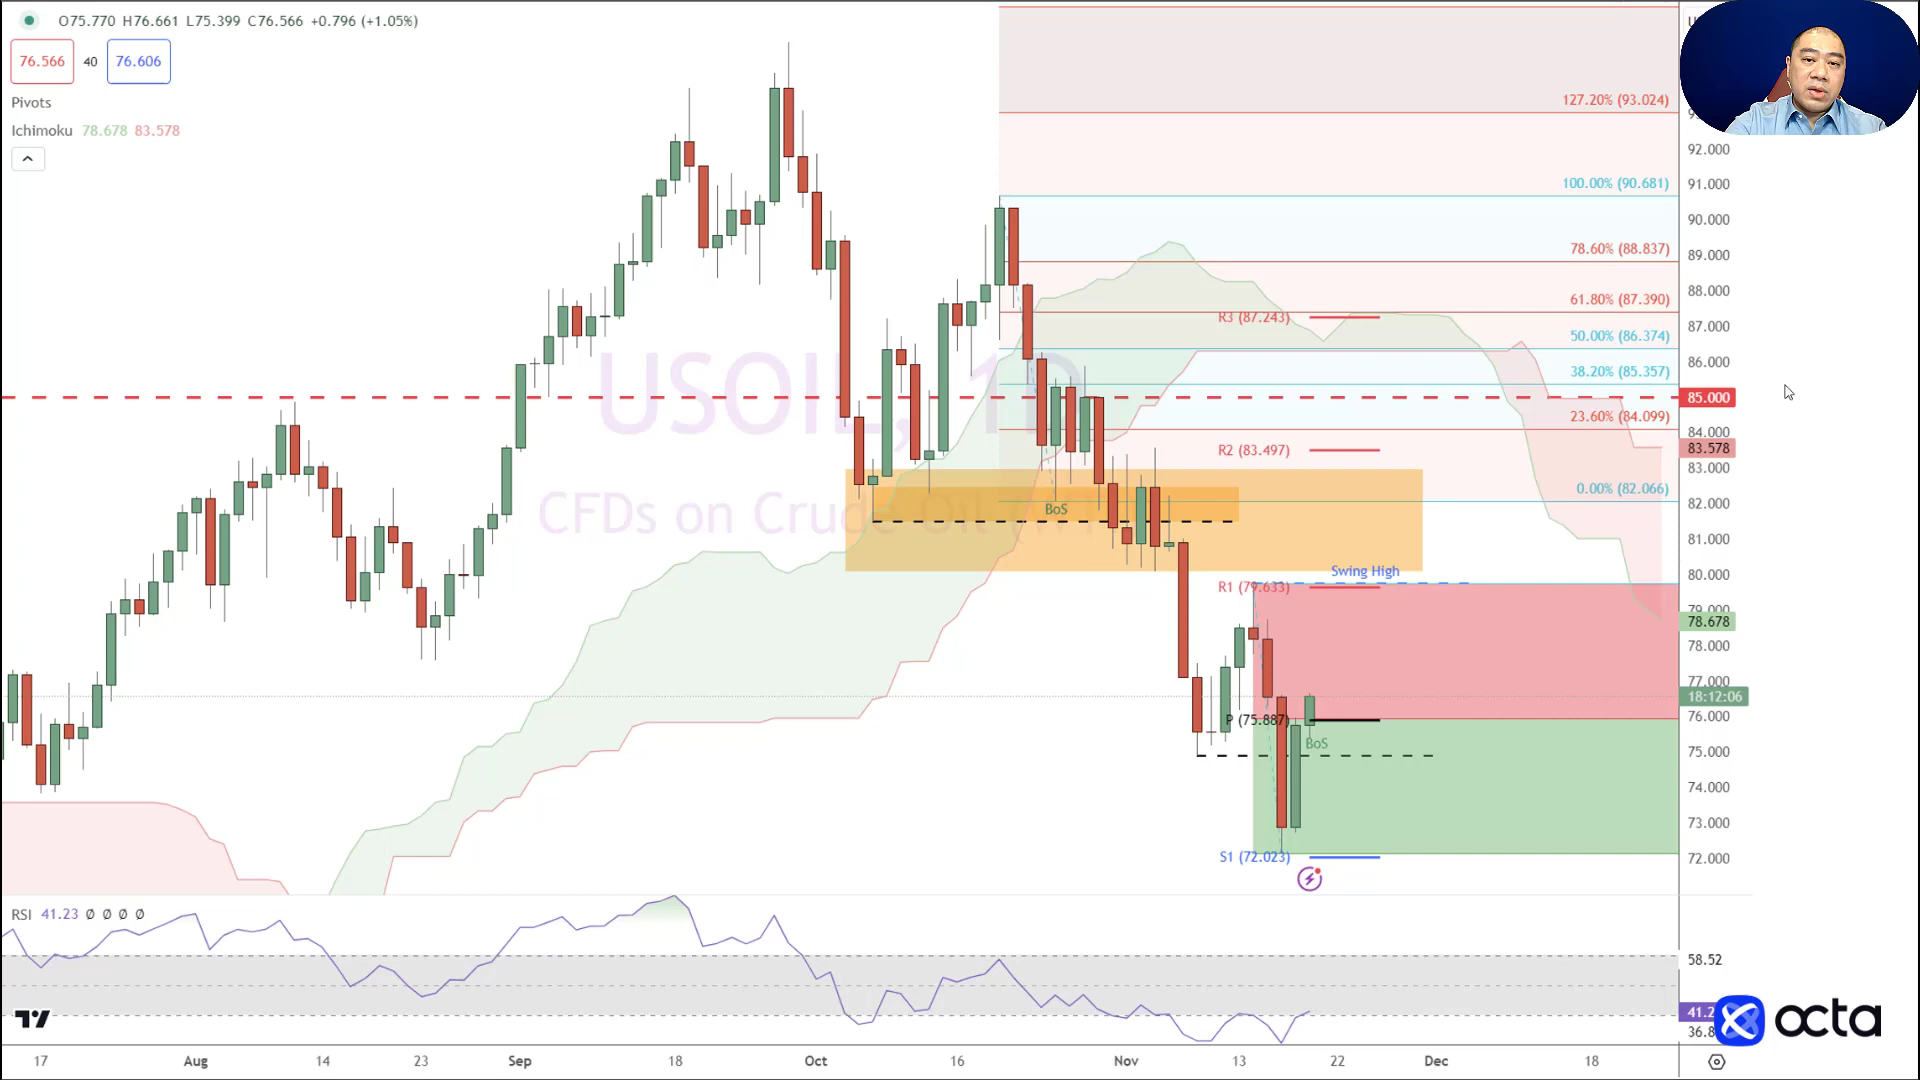 O75.770 H76.661 L75.399 C76.566 +0.796 (+1.05%)
76.566 40 76.606
Pivots
Ichimoku 78.678 83.578
USOIL, 1D
127.20% (93.024)
100.00% (90.681)
78.60% (88.837)
61.80% (87.390)
R3 (87.243)
50.00% (86.374)
38.20% (85.357)
23.60% (84.099)
R2 (83.497)
0.00% (82.066)
CFDs on Crude Oil
BoS
Swing High
R1 (79.633)
P (75.887)
BoS
S1 (72.023)
92.000
91.000
90.000
89.000
88.000
87.000
86.000
85.000
84.000
83.578
83.000
82.000
81.000
80.000
79.000
78.678
78.000
77.000
18:12:06
76.000
75.000
74.000
73.000
72.000
RSI 41.23 Ø Ø Ø Ø
58.52
41.2
36.8
octa
17 Aug 14 23 Sep 18 Oct 16 Nov 13 22 Dec 18